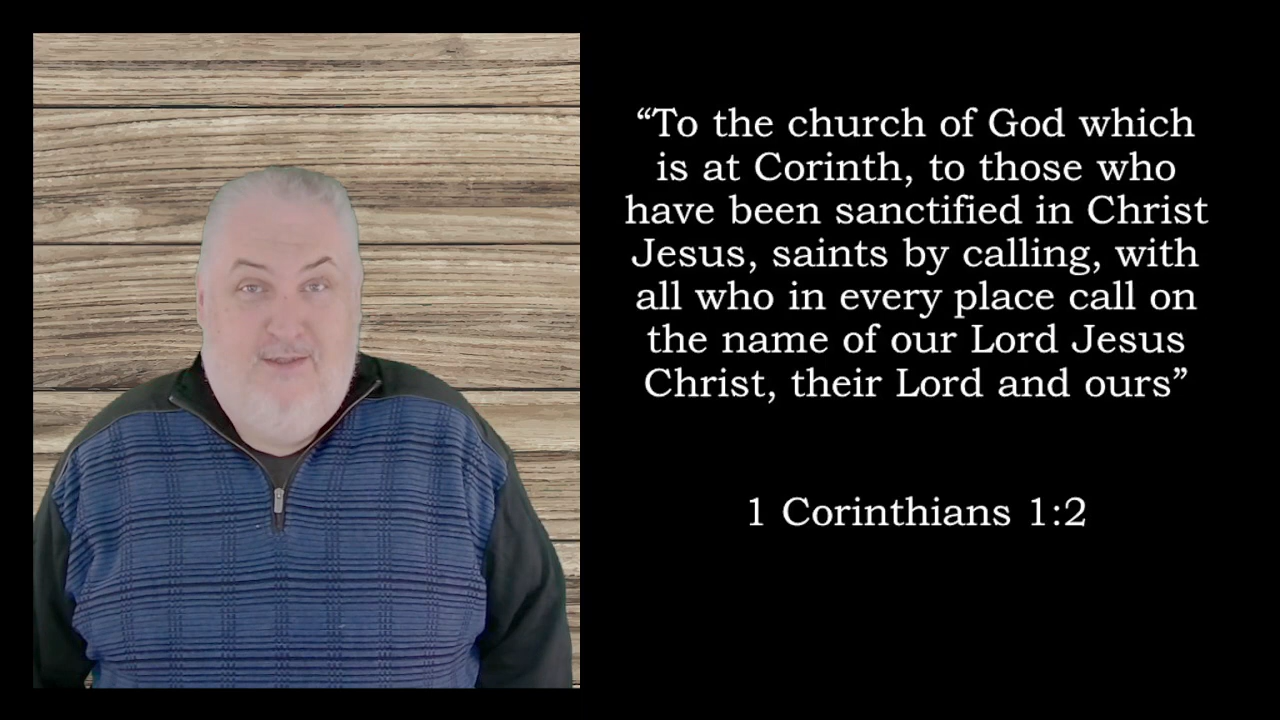 “To the church of God which
is at Corinth, to those who
have been sanctified in Christ
Jesus, saints by calling, with
all who in every place call on
the name of our Lord Jesus
Christ, their Lord and ours”
1 Corinthians 1:2